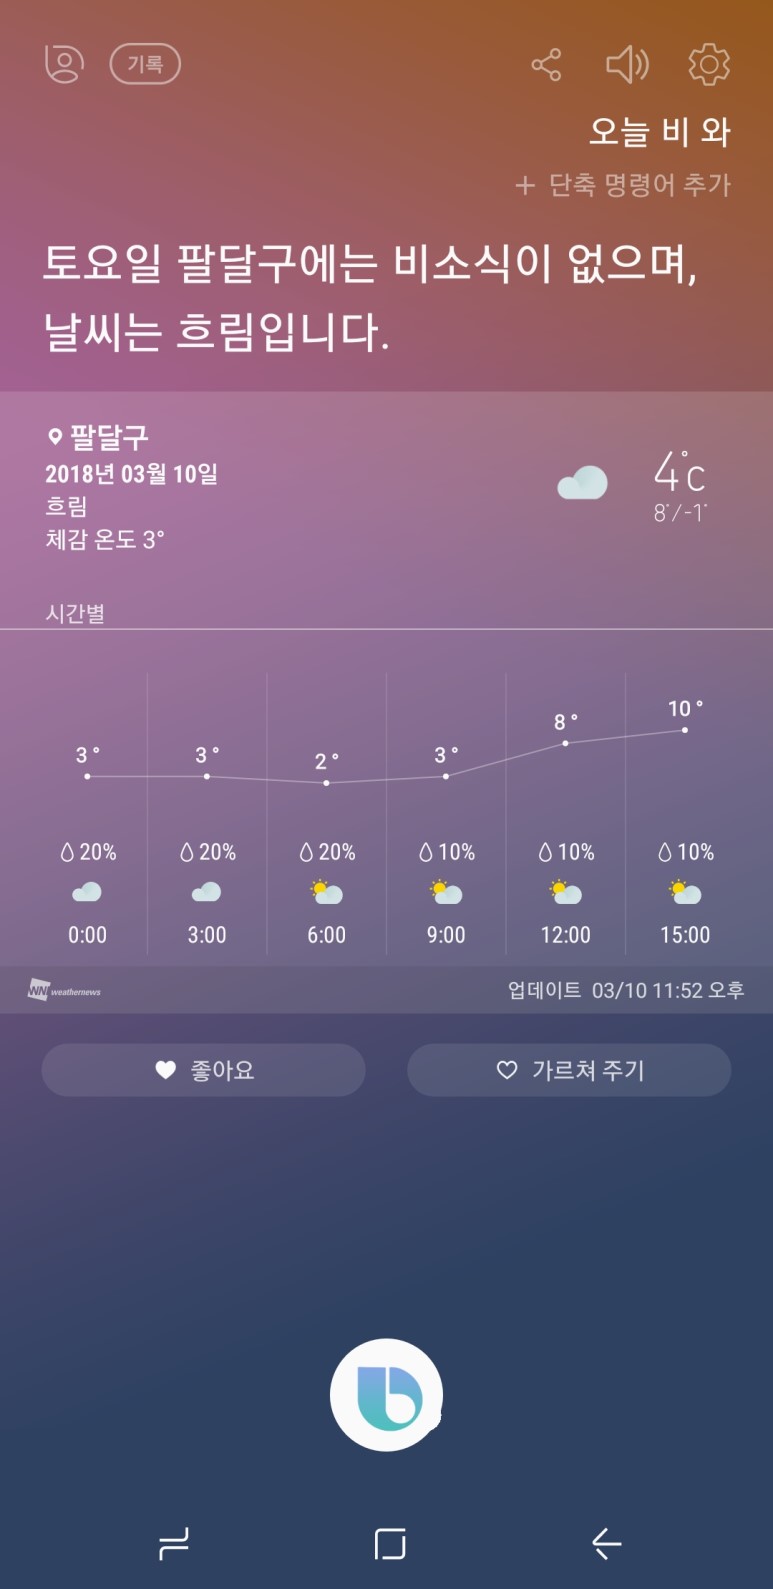 기록
오늘 비 와
+ 단축 명령어 추가
토요일 팔달구에는 비소식이 없으며,
날씨는 흐림입니다.
팔달구
2018년 03월 10일
흐림
체감 온도 3°
4°c
8°/-1°
시간별
3° 3° 2° 3° 8° 10°
20% 20% 20% 10% 10% 10%
0:00 3:00 6:00 9:00 12:00 15:00
WN weathernews
업데이트 03/10 11:52 오후
좋아요
가르쳐 주기